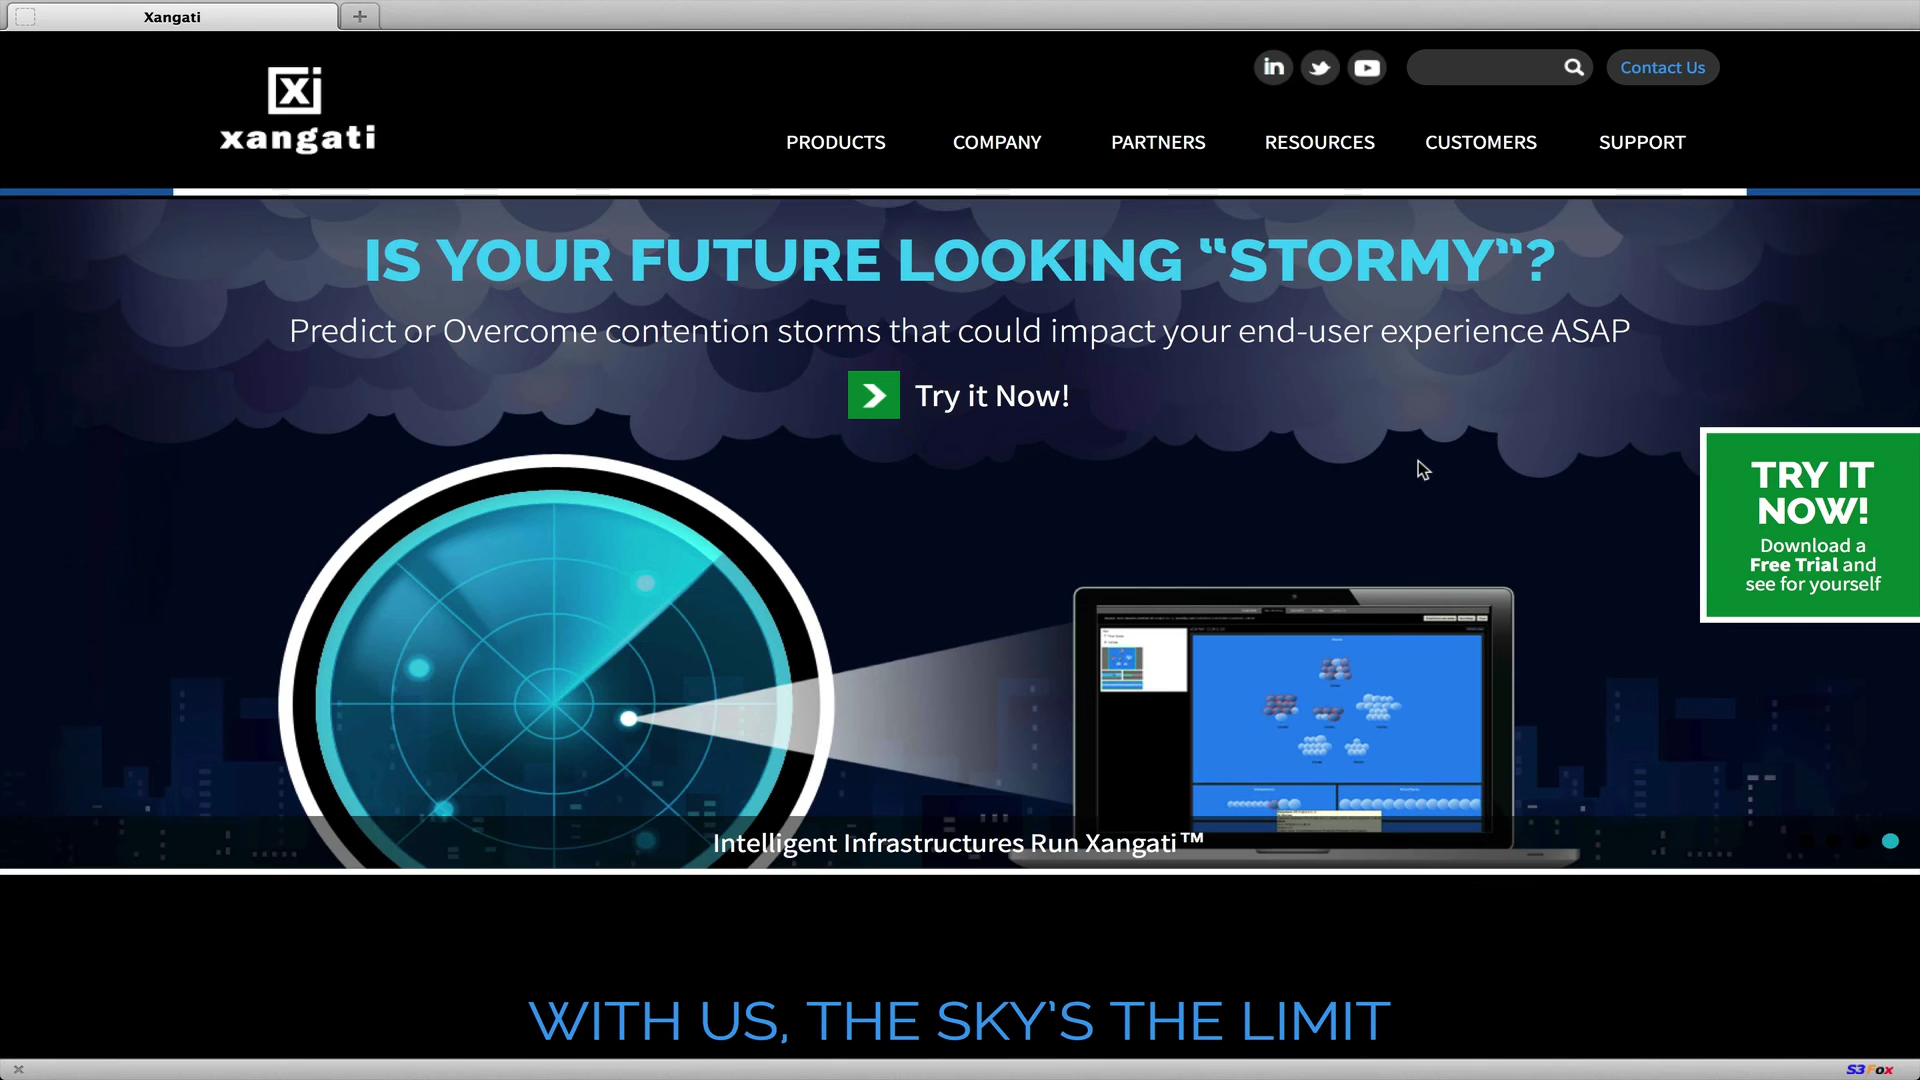 Xangati
Xi
xangati
in
Contact Us
PRODUCTS COMPANY PARTNERS RESOURCES CUSTOMERS SUPPORT
IS YOUR FUTURE LOOKING “STORMY”?
Predict or Overcome contention storms that could impact your end-user experience ASAP
Try it Now!
TRY IT
NOW!
Download a
Free Trial and
see for yourself
Intelligent Infrastructures Run Xangati™
WITH US, THE SKY'S THE LIMIT
S3Fox